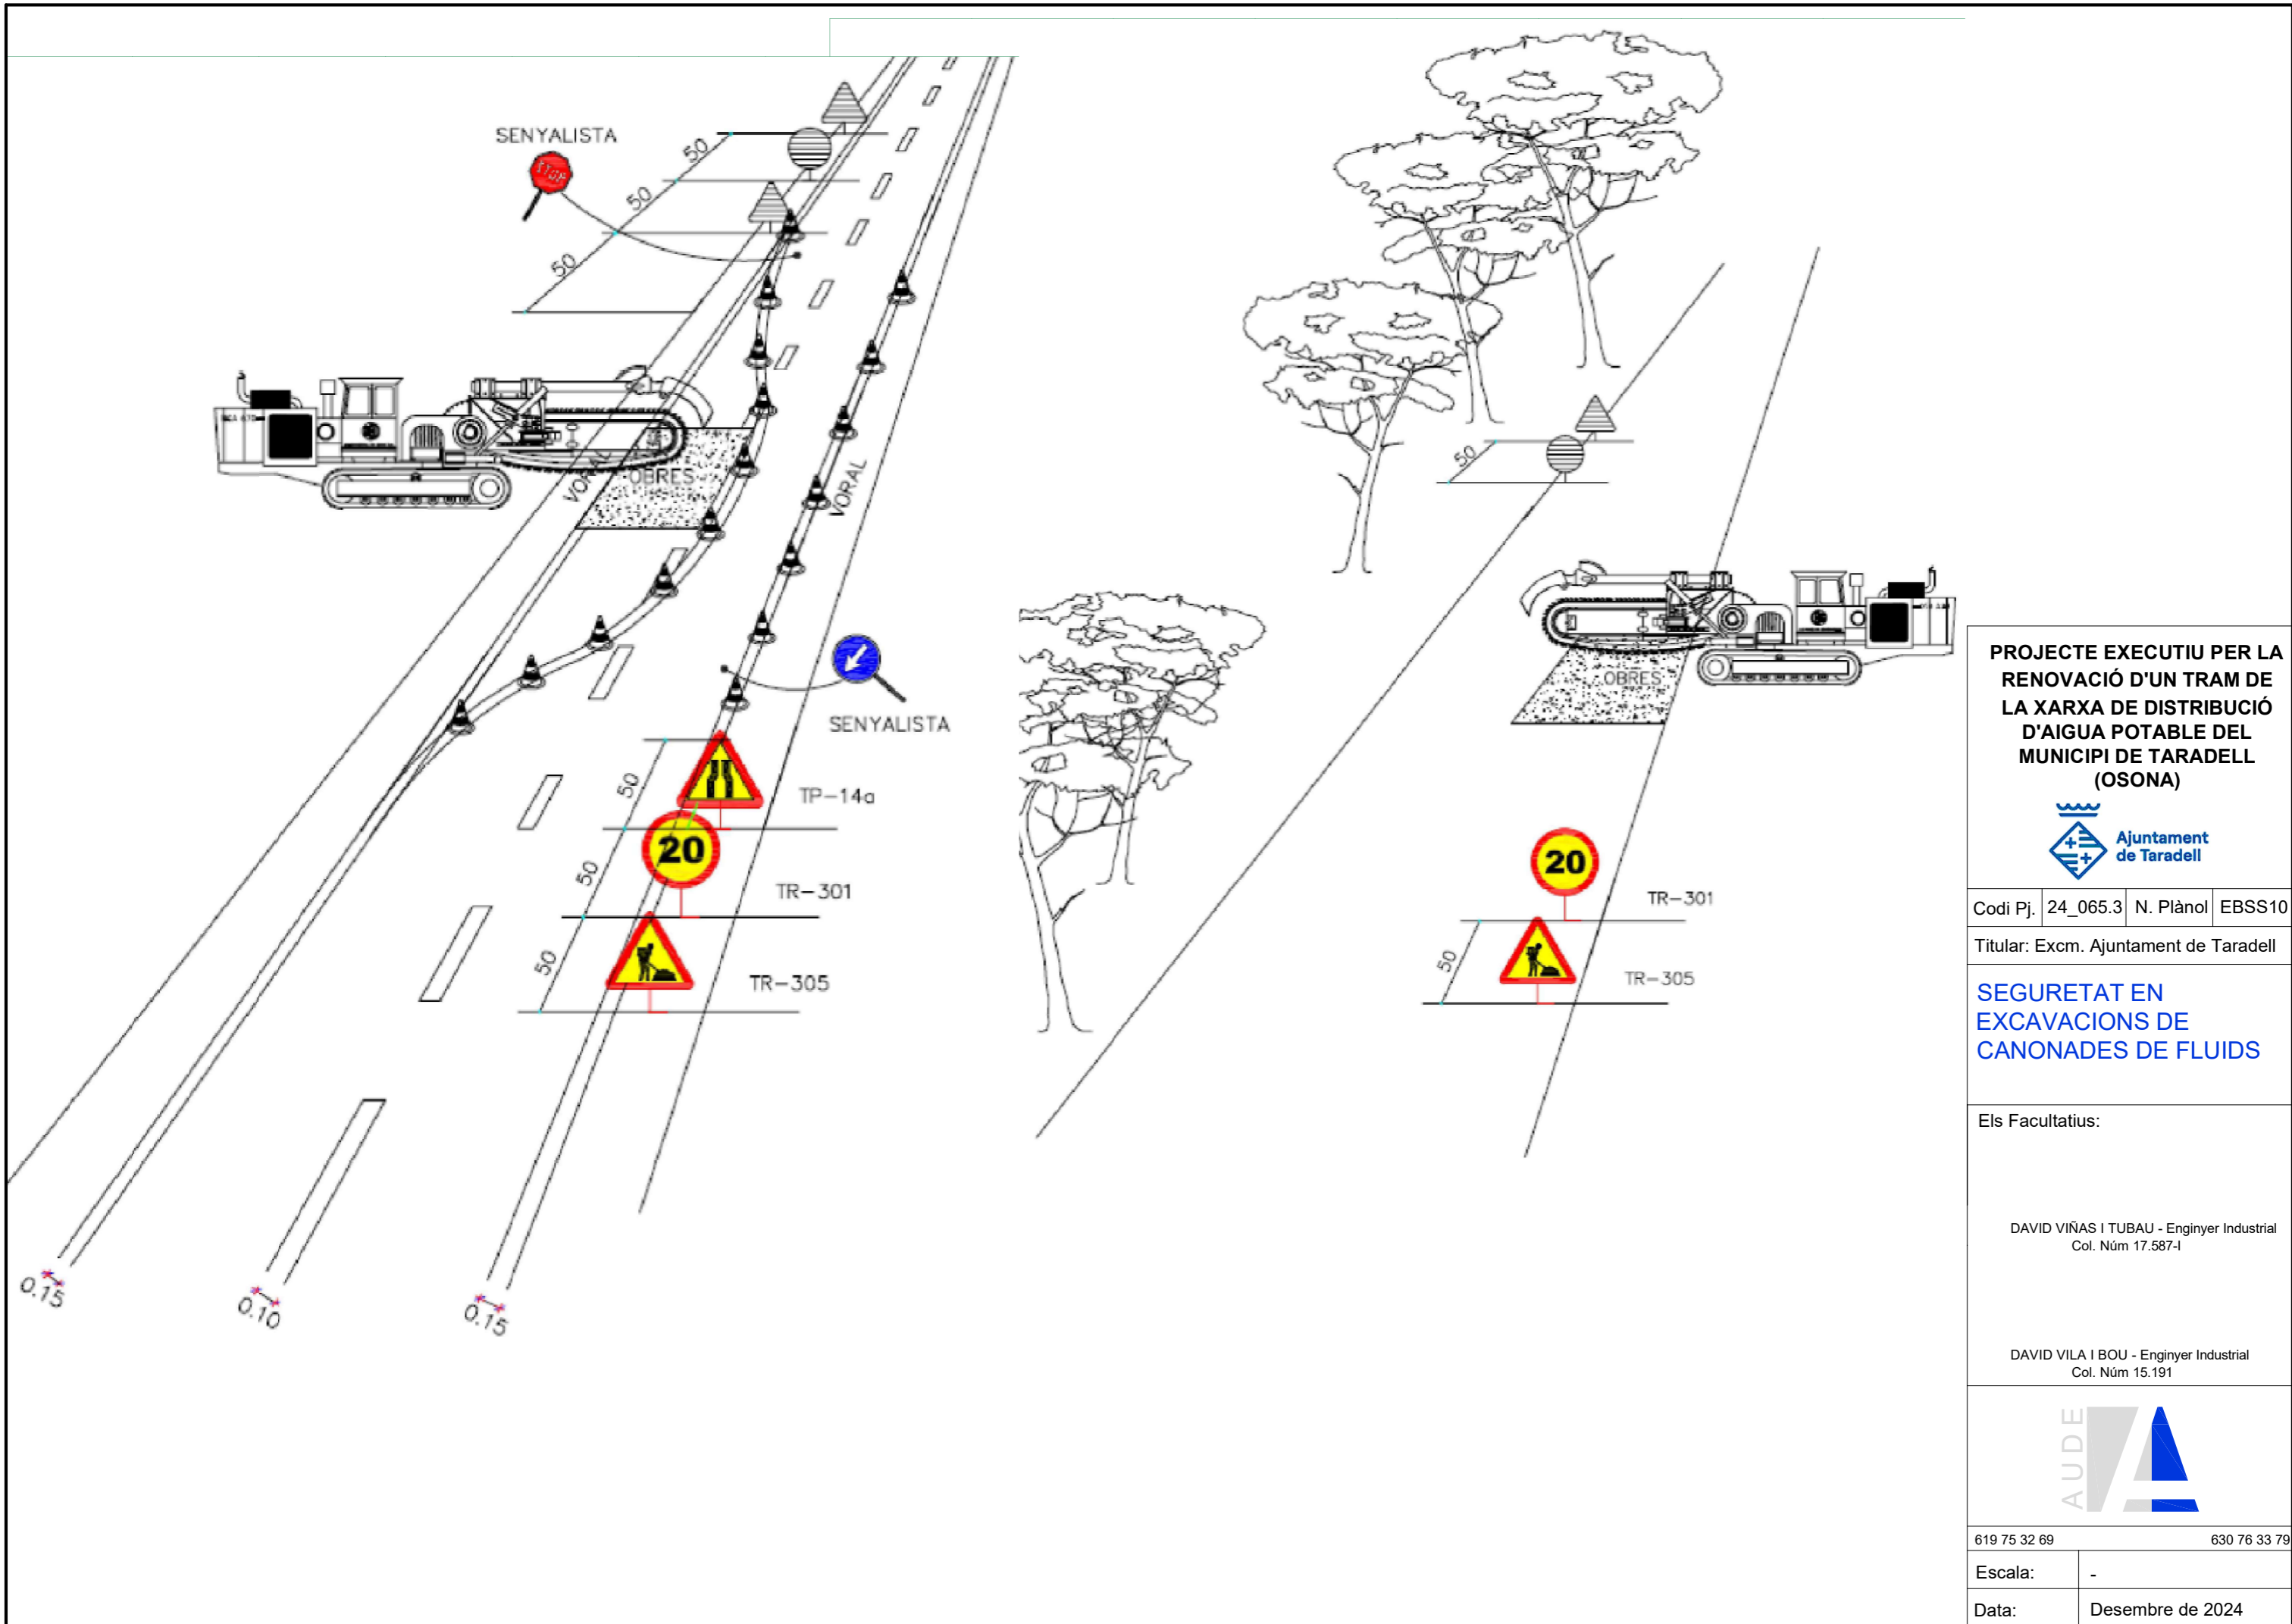 SENYALISTA
STOP
50
50
50
VORAL
OBRES
VORAL
SENYALISTA
50
TP-14a
20
50
TR-301
50
TR-305
0.15
0.10
0.15
50
OBRES
20
TR-301
50
TR-305
PROJECTE EXECUTIU PER LA
RENOVACIÓ D'UN TRAM DE
LA XARXA DE DISTRIBUCIÓ
D'AIGUA POTABLE DEL
MUNICIPI DE TARADELL
(OSONA)
Ajuntament
de Taradell
Codi Pj. 24_065.3 N. Plànol EBSS10
Titular: Excm. Ajuntament de Taradell
SEGURETAT EN
EXCAVACIONS DE
CANONADES DE FLUIDS
Els Facultatius:
DAVID VIÑAS I TUBAU - Enginyer Industrial
Col. Núm 17.587-I
DAVID VILA I BOU - Enginyer Industrial
Col. Núm 15.191
AUDE
619 75 32 69 630 76 33 79
Escala: -
Data: Desembre de 2024